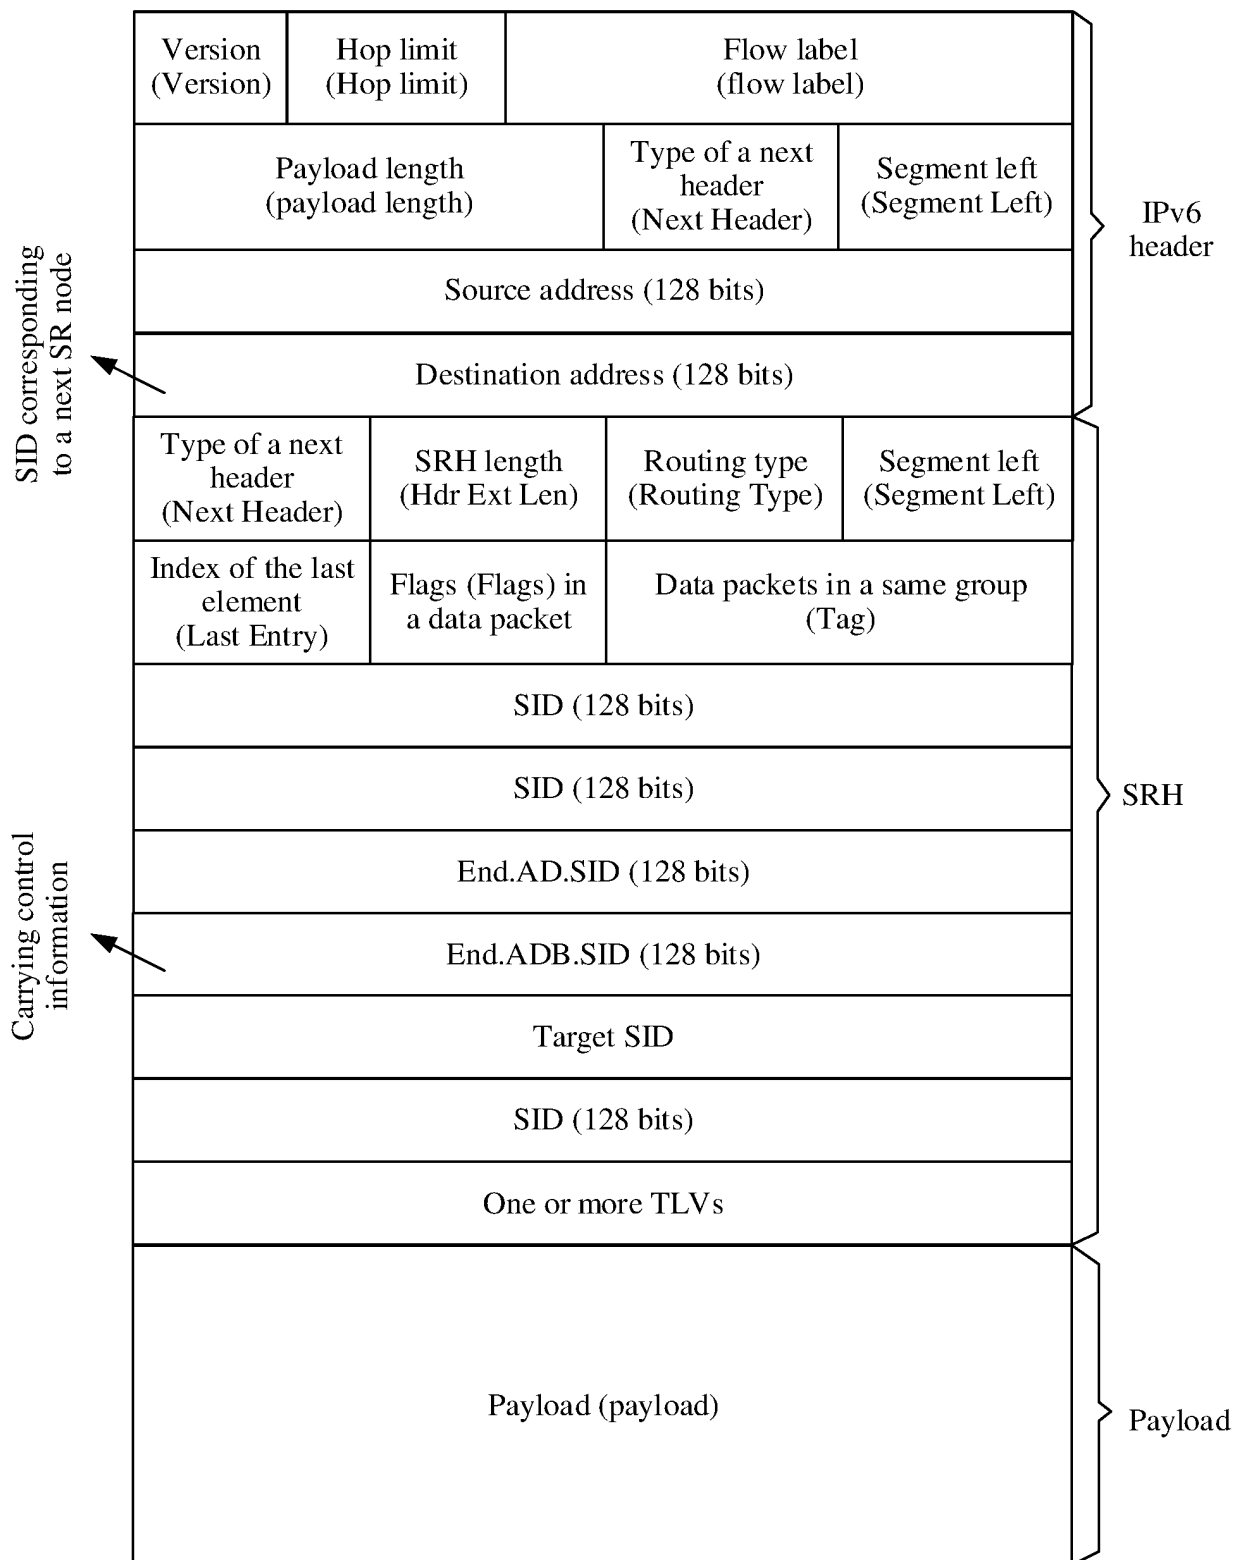 Version
(Version)
Hop limit
(Hop limit)
Flow label
(flow label)
Payload length
(payload length)
Type of a next
header
(Next Header)
Segment left
(Segment Left)
IPv6
header
Source address (128 bits)
SID corresponding
to a next SR node
Destination address (128 bits)
Type of a next
header
(Next Header)
SRH length
(Hdr Ext Len)
Routing type
(Routing Type)
Segment left
(Segment Left)
Index of the last
element
(Last Entry)
Flags (Flags) in
a data packet
Data packets in a same group
(Tag)
SID (128 bits)
SID (128 bits)
SRH
End.AD.SID (128 bits)
Carrying control
information
End.ADB.SID (128 bits)
Target SID
SID (128 bits)
One or more TLVs
Payload (payload)
Payload